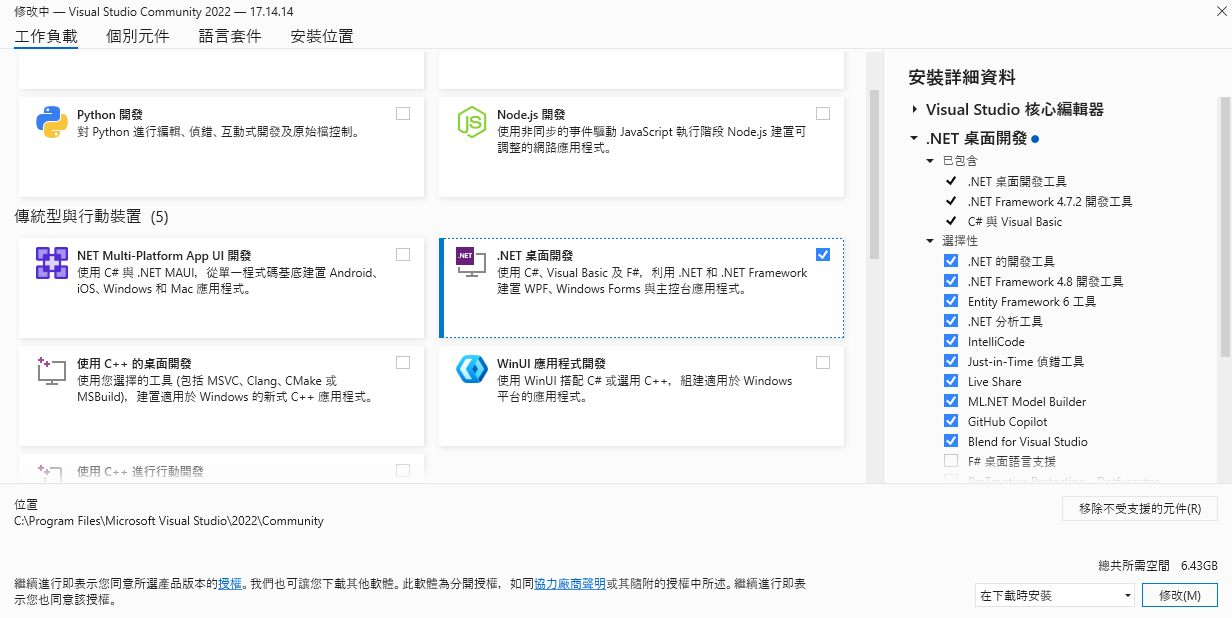 修改中 — Visual Studio Community 2022 — 17.14.14
工作負載 個別元件 語言套件 安裝位置
Python 開發
對 Python 進行編輯、偵錯、互動式開發及原始檔控制。
Node.js 開發
使用非同步的事件驅動 JavaScript 執行階段 Node.js 建置可
調整的網路應用程式。
傳統型與行動裝置 (5)
NET Multi-Platform App UI 開發
使用 C# 與 .NET MAUI，從單一程式碼基底建置 Android、
iOS、Windows 和 Mac 應用程式。
.NET
.NET 桌面開發
使用 C#、Visual Basic 及 F#，利用 .NET 和 .NET Framework
建置 WPF、Windows Forms 與主控台應用程式。
使用 C++ 的桌面開發
使用您選擇的工具 (包括 MSVC、Clang、CMake 或
MSBuild)，建置適用於 Windows 的新式 C++ 應用程式。
WinUI 應用程式開發
使用 WinUI 搭配 C# 或選用 C++，組建適用於 Windows
平台的應用程式。
使用 C++ 進行行動開發
安裝詳細資料
Visual Studio 核心編輯器
.NET 桌面開發
已包含
.NET 桌面開發工具
.NET Framework 4.7.2 開發工具
C# 與 Visual Basic
選擇性
.NET 的開發工具
.NET Framework 4.8 開發工具
Entity Framework 6 工具
.NET 分析工具
IntelliCode
Just-in-Time 偵錯工具
Live Share
ML.NET Model Builder
GitHub Copilot
Blend for Visual Studio
F# 桌面語言支援
PreEmptive Protection - Dotfuscator
位置
C:\Program Files\Microsoft Visual Studio\2022\Community
移除不受支援的元件(R)
總共所需空間 6.43GB
繼續進行即表示您同意所選產品版本的授權。我們也可讓您下載其他軟體。此軟體為分開授權，如同協力廠商聲明或其隨附的授權中所述。繼續進行即表
示您也同意該授權。
在下載時安裝
修改(M)